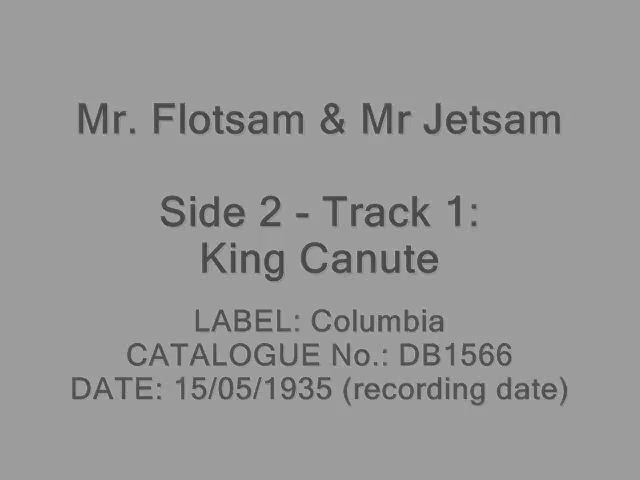 Mr. Flotsam & Mr Jetsam
Side 2 - Track 1:
King Canute
LABEL: Columbia
CATALOGUE No.: DB1566
DATE: 15/05/1935 (recording date)